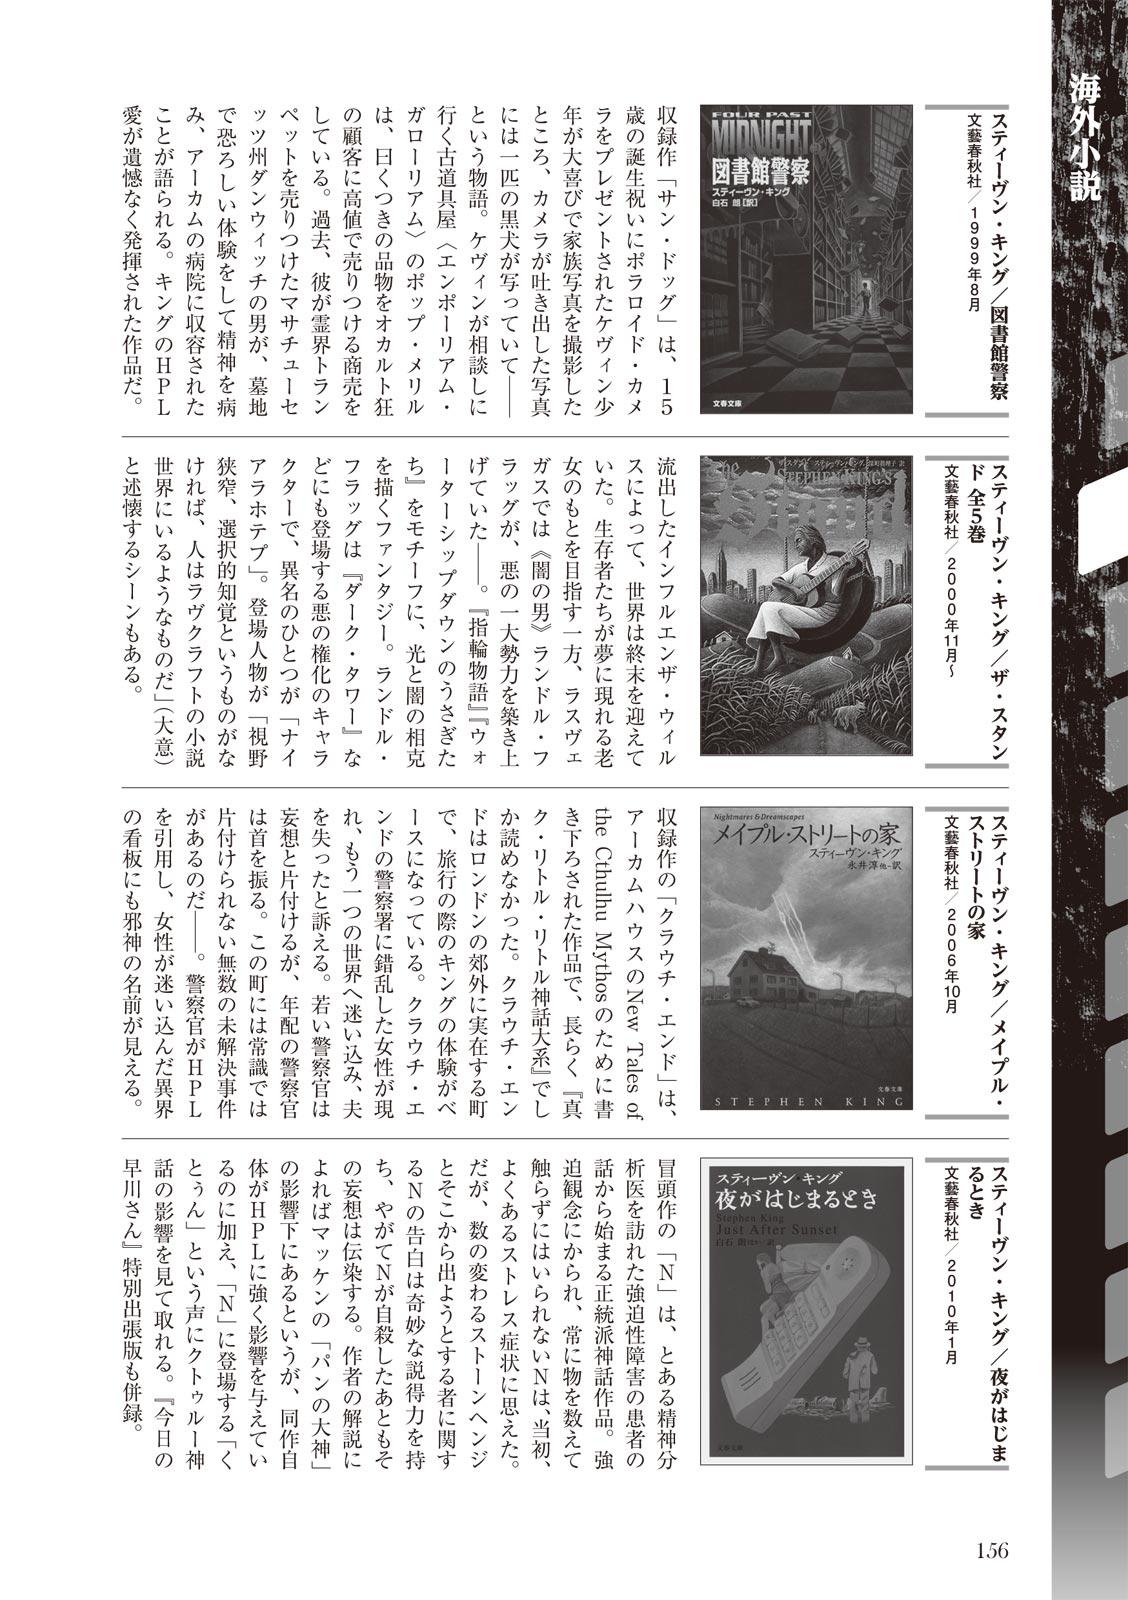 海外小説
スティーヴン・キング／図書館警察
文藝春秋社／1999年8月
FOUR PAST
MIDNIGHT
図書館警察
スティーヴン・キング
白石 朗[訳]
文春文庫
収録作「サン・ドッグ」は、15
歳の誕生祝いにポラロイド・カメ
ラをプレゼントされたケヴィン少
年が大喜びで家族写真を撮影した
ところ、カメラが吐き出した写真
には一匹の黒犬が写っていて――
という物語。ケヴィンが相談しに
行く古道具屋〈エンポーリアム・
ガローリアム〉のポップ・メリル
は、曰くつきの品物をオカルト狂
の顧客に高値で売りつける商売を
している。過去、彼が霊界トラン
ペットを売りつけたマサチューセ
ッツ州ダンウィッチの男が、墓地
で恐ろしい体験をして精神を病
み、アーカムの病院に収容された
ことが語られる。キングのHPL
愛が遺憾なく発揮された作品だ。
スティーヴン・キング／ザ・スタン
ド 全5巻
文藝春秋社／2000年11月〜
ザ・スタンド スティーヴン・キング 深町眞理子 訳
STEPHEN KING'S
The Stand
流出したインフルエンザ・ウィル
スによって、世界は終末を迎えて
いた。生存者たちが夢に現れる老
女のもとを目指す一方、ラスヴェ
ガスでは《闇の男》ランドル・フ
ラッグが、悪の一大勢力を築き上
げていた――。『指輪物語』『ウォ
ーターシップダウンのうさぎた
ち』をモチーフに、光と闇の相克
を描くファンタジー。ランドル・
フラッグは『ダーク・タワー』な
どにも登場する悪の権化のキャラ
クターで、異名のひとつが「ナイ
アラホテプ」。登場人物が「視野
狭窄、選択的知覚というものがな
ければ、人はラヴクラフトの小説
世界にいるようなものだ」（大意）
と述懐するシーンもある。
スティーヴン・キング／メイプル・
ストリートの家
文藝春秋社／2006年10月
Nightmares & Dreamscapes
メイプル・ストリートの家
スティーヴン・キング
永井淳 他-訳
文春文庫
STEPHEN KING
収録作の「クラウチ・エンド」は、
アーカムハウスのNew Tales of
the Cthulhu Mythosのために書
き下ろされた作品で、長らく『真
ク・リトル・リトル神話大系』でし
か読めなかった。クラウチ・エン
ドはロンドンの郊外に実在する町
で、旅行の際のキングの体験がベ
ースになっている。クラウチ・エ
ンドの警察署に錯乱した女性が現
れ、もう一つの世界へ迷い込み、夫
を失ったと訴える。若い警察官は
妄想と片付けるが、年配の警察官
は首を振る。この町には常識では
片付けられない無数の未解決事件
があるのだ――。警察官がHPL
を引用し、女性が迷い込んだ異界
の看板にも邪神の名前が見える。
スティーヴン・キング／夜がはじま
るとき
文藝春秋社／2010年1月
スティーヴン・キング
夜がはじまるとき
Stephen King
Just After Sunset
白石 朗 ほか／訳
文春文庫
冒頭作の「N」は、とある精神分
析医を訪れた強迫性障害の患者の
話から始まる正統派神話作品。強
迫観念にかられ、常に物を数えて
触らずにはいられないNは、当初、
よくあるストレス症状に思えた。
だが、数の変わるストーンヘンジ
とそこから出ようとする者に関す
るNの告白は奇妙な説得力を持
ち、やがてNが自殺したあともそ
の妄想は伝染する。作者の解説に
よればマッケンの「パンの大神」
の影響下にあるというが、同作自
体がHPLに強く影響を与えてい
るのに加え、「N」に登場する「く
とぅん」という声にクトゥルー神
話の影響を見て取れる。『今日の
早川さん』特別出張版も併録。
156